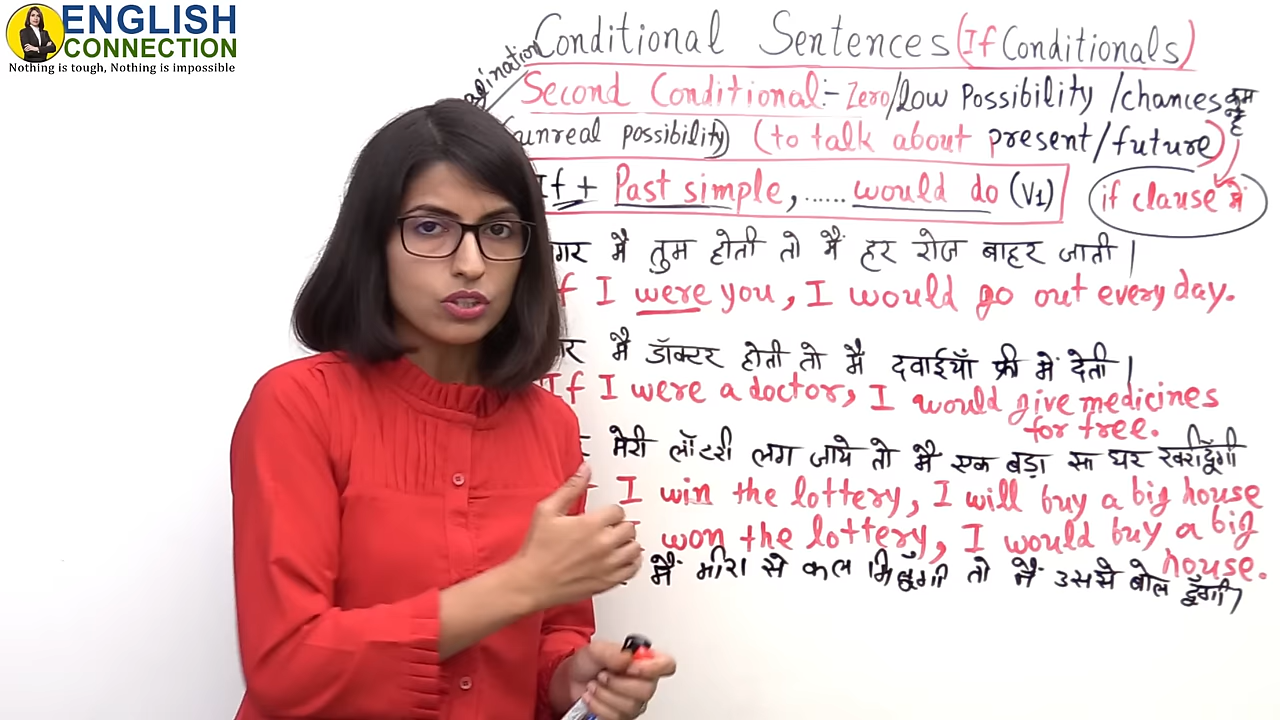 ENGLISH
CONNECTION
Nothing is tough, Nothing is impossible
Conditional Sentences (If Conditionals)
Second Conditional:- Zero/low Possibility /chances कम है
(unreal possibility) (to talk about present/future)
If + Past simple, ...... would do (V1)
if clause में
मैं तुम होती तो मैं हर रोज बाहर जाती।
I were you, I would go out everyday.
मैं डॉक्टर होती तो मैं दवाईयाँ फ्री में देती।
If I were a doctor, I would give medicines
for free.
मेरी लॉटरी लग जाये तो मैं एक बड़ा सा घर खरीदूँगी
I win the lottery, I will buy a big house
won the lottery, I would buy a big
house.
मैं मीरा से कल मिलूँगी तो मैं उससे बोल दूँगी।